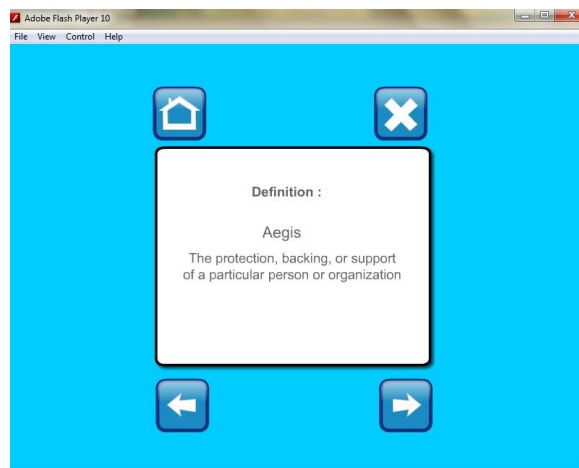 Adobe Flash Player 10
File View Control Help
Definition :
Aegis
The protection, backing, or support
of a particular person or organization